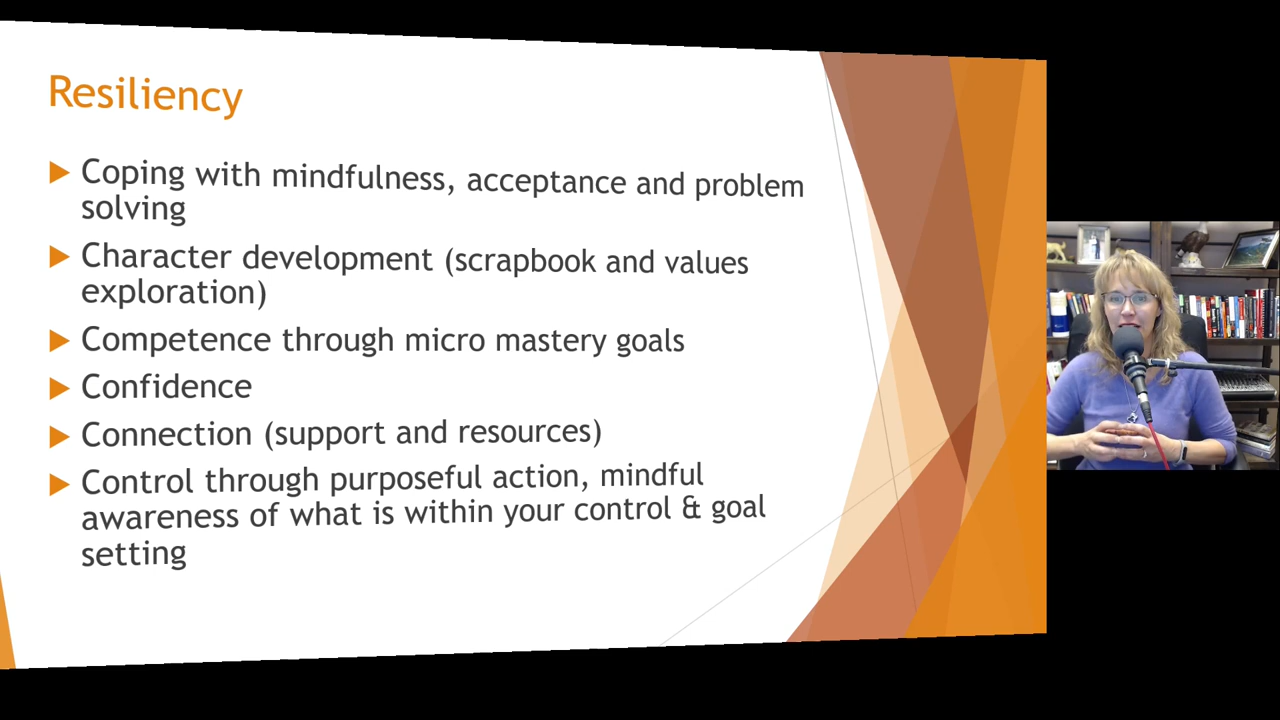 Resiliency
Coping with mindfulness, acceptance and problem
solving
Character development (scrapbook and values
exploration)
Competence through micro mastery goals
Confidence
Connection (support and resources)
Control through purposeful action, mindful
awareness of what is within your control & goal
setting